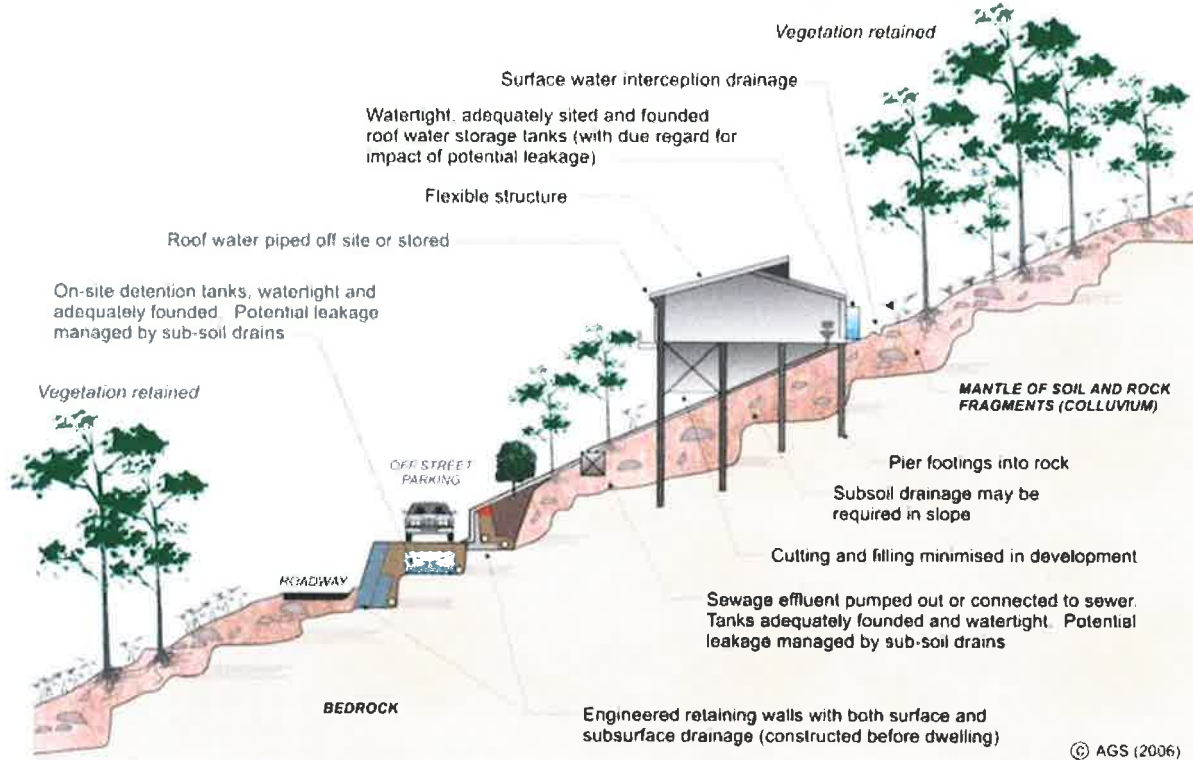 Vegetation retained
Surface water interception drainage
Watertight, adequately sited and founded
roof water storage tanks (with due regard for
impact of potential leakage)
Flexible structure
Roof water piped off site or stored
On-site detention tanks, watertight and
adequately founded. Potential leakage
managed by sub-soil drains
Vegetation retained
OFF STREET
PARKING
ROADWAY
MANTLE OF SOIL AND ROCK
FRAGMENTS (COLLUVIUM)
Pier footings into rock
Subsoil drainage may be
required in slope
Cutting and filling minimised in development
Sewage effluent pumped out or connected to sewer.
Tanks adequately founded and watertight. Potential
leakage managed by sub-soil drains
BEDROCK
Engineered retaining walls with both surface and
subsurface drainage (constructed before dwelling)
© AGS (2006)